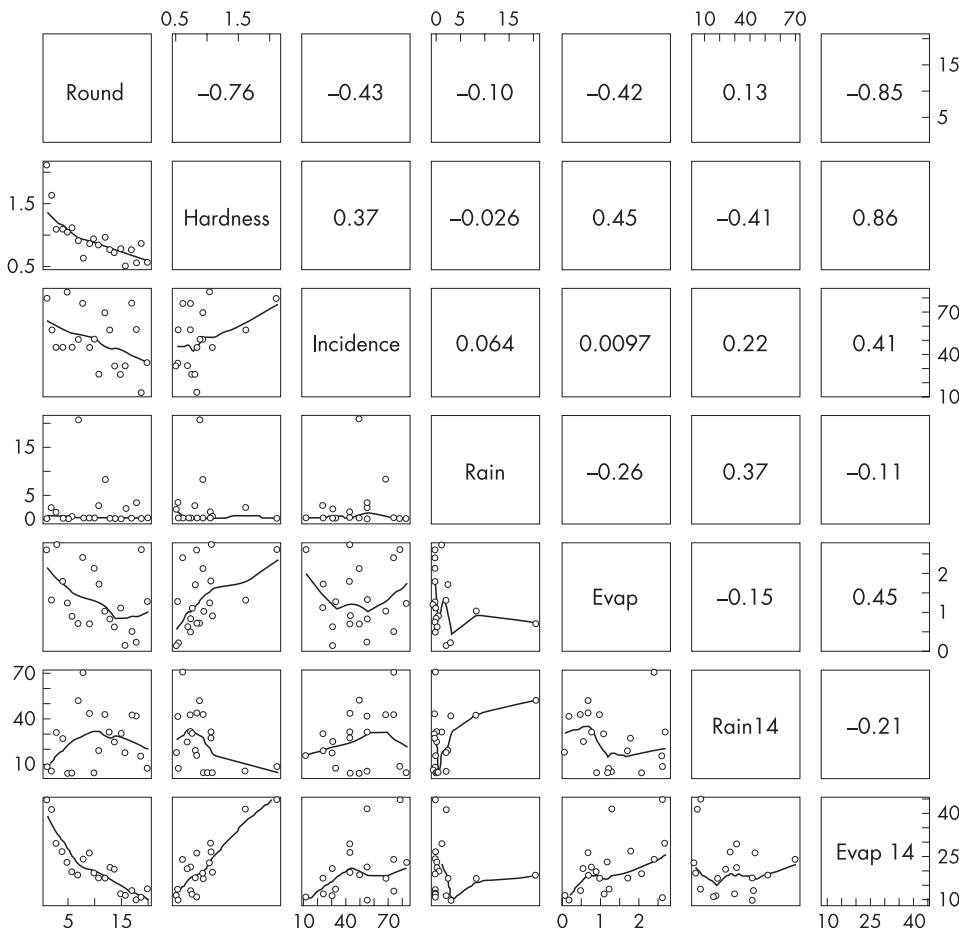 0.5 1.5 0 5 15 10 40 70
Round –0.76 –0.43 –0.10 –0.42 0.13 –0.85
15
5
1.5
0.5
Hardness 0.37 –0.026 0.45 –0.41 0.86
Incidence 0.064 0.0097 0.22 0.41
70
40
10
15
5
0
Rain –0.26 0.37 –0.11
Evap –0.15 0.45
2
1
0
70
40
10
Rain14 –0.21
Evap 14
45
25
10
5 15 10 40 70 0 1 2 10 25 45